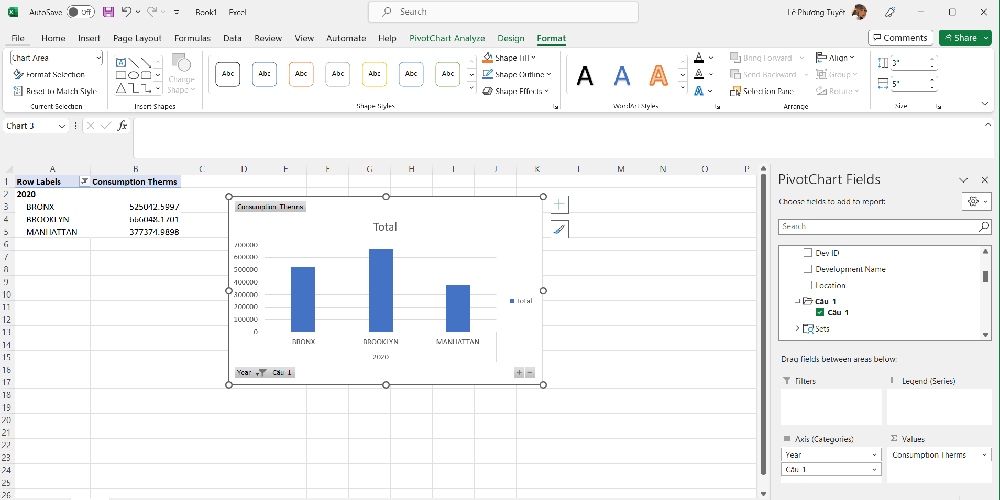 AutoSave Off Book1 - Excel Search Lê Phương Tuyết
File Home Insert Page Layout Formulas Data Review View Automate Help PivotChart Analyze Design Format Comments Share
Chart Area
Format Selection
Reset to Match Style
Current Selection
Change
Shape
Insert Shapes
Abc Abc Abc Abc Abc Abc Abc
Shape Fill
Shape Outline
Shape Effects
Shape Styles
A A A
WordArt Styles
Bring Forward
Send Backward
Selection Pane
Align
Group
Rotate
Arrange
3"
5"
Size
Chart 3 fx
A B C D E F G H I J K L M N O P
1 Row Labels Consumption Therms
2 2020
3 BRONX 525042.5997
4 BROOKLYN 666048.1701
5 MANHATTAN 377374.9898
6
7
8
9
10
11
12
13
14
15
16
17
18
19
20
21
22
23
24
25
26
Consumption Therms
Total
700000
600000
500000
400000
300000
200000
100000
0
BRONX BROOKLYN MANHATTAN
2020
Total
Year Câu_1
PivotChart Fields
Choose fields to add to report:
Search
Dev ID
Development Name
Location
Câu_1
Câu_1
Sets
Drag fields between areas below:
Filters
Legend (Series)
Axis (Categories)
Year
Câu_1
Σ Values
Consumption Therms